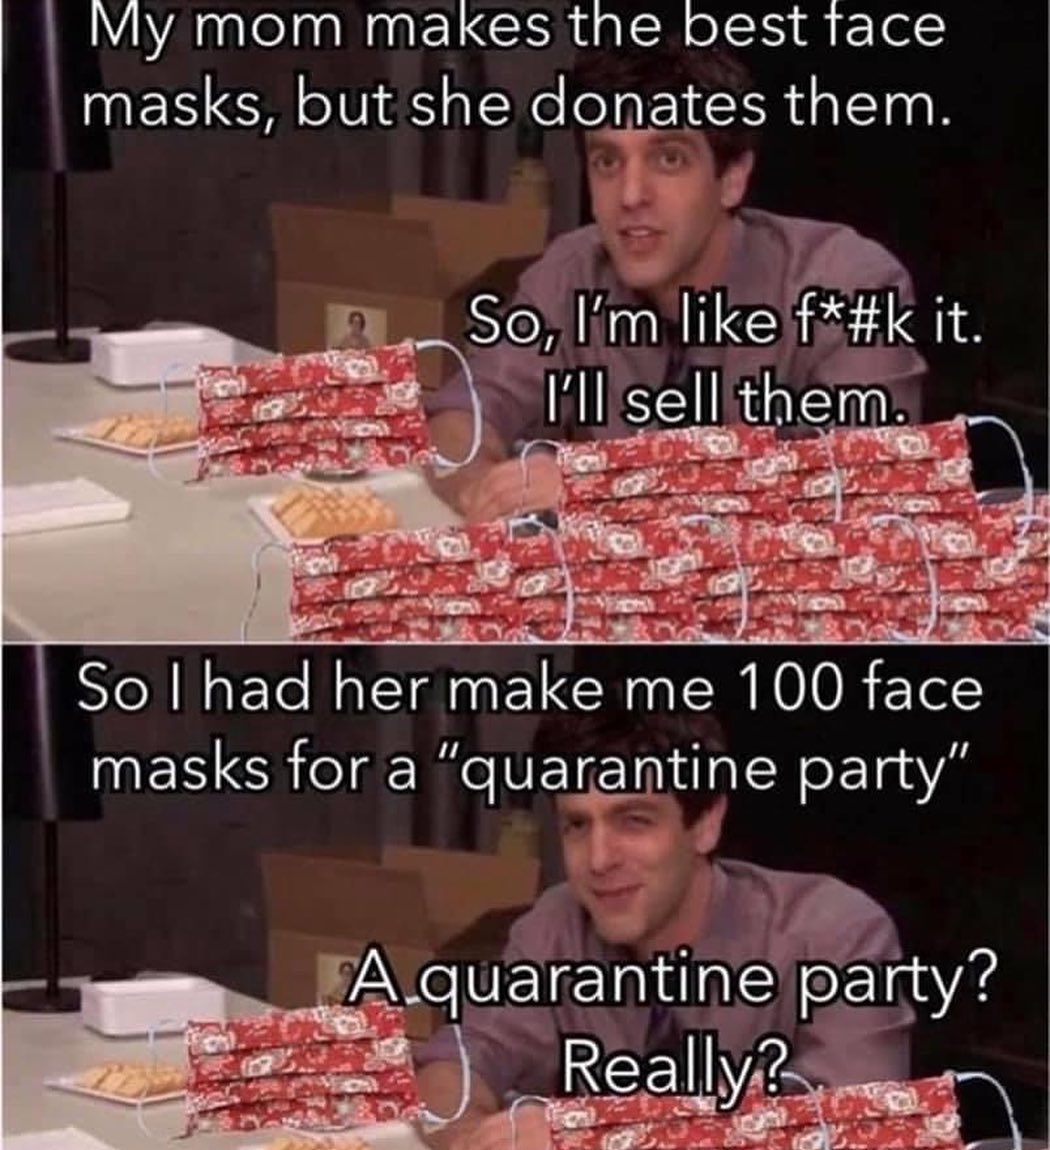 My mom makes the best face
masks, but she donates them.
So, I'm like f*#k it.
I'll sell them.
So I had her make me 100 face
masks for a "quarantine party"
A quarantine party?
Really?